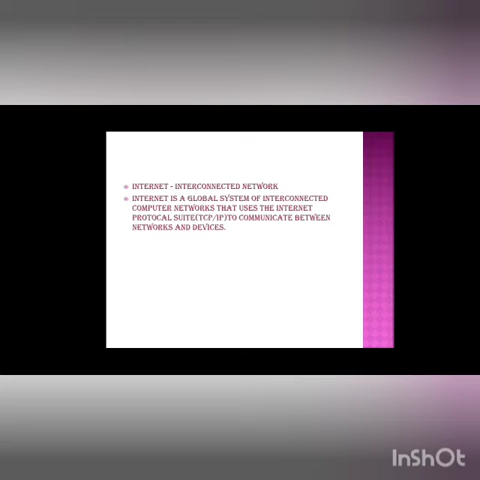 INTERNET - INTERCONNECTED NETWORK
INTERNET IS A GLOBAL SYSTEM OF INTERCONNECTED
COMPUTER NETWORKS THAT USES THE INTERNET
PROTOCAL SUITE(TCP/IP)TO COMMUNICATE BETWEEN
NETWORKS AND DEVICES.
InShOt